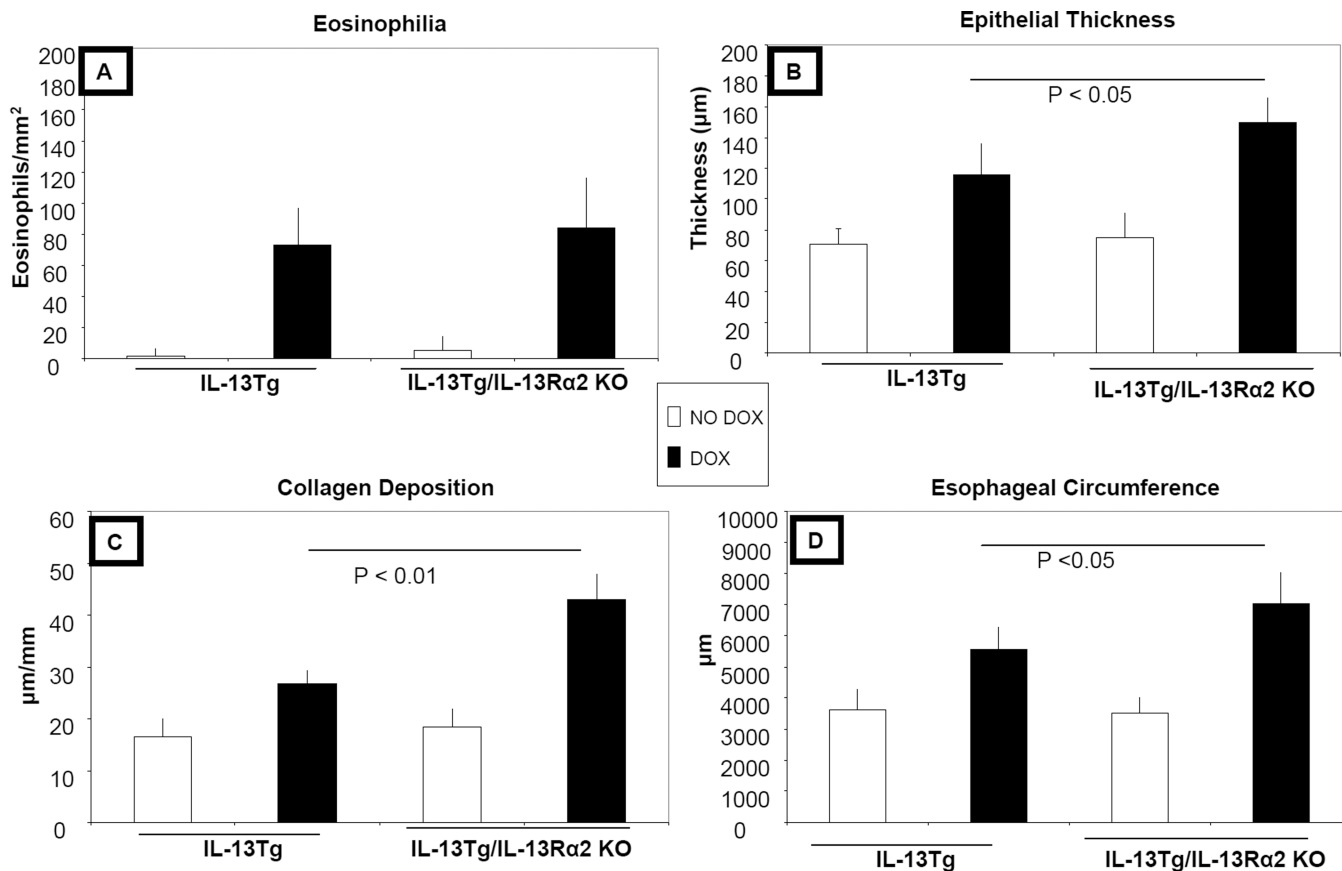 Eosinophilia
A
Eosinophils/mm²
200
180
160
140
120
100
80
60
40
20
0
IL-13Tg
IL-13Tg/IL-13Rα2 KO
Epithelial Thickness
B
Thickness (µm)
200
180
160
140
120
100
80
60
40
20
0
P < 0.05
IL-13Tg
IL-13Tg/IL-13Rα2 KO
NO DOX
DOX
Collagen Deposition
C
µm/mm
60
50
40
30
20
10
0
P < 0.01
IL-13Tg
IL-13Tg/IL-13Rα2 KO
Esophageal Circumference
D
µm
10000
9000
8000
7000
6000
5000
4000
3000
2000
1000
0
P <0.05
IL-13Tg
IL-13Tg/IL-13Rα2 KO